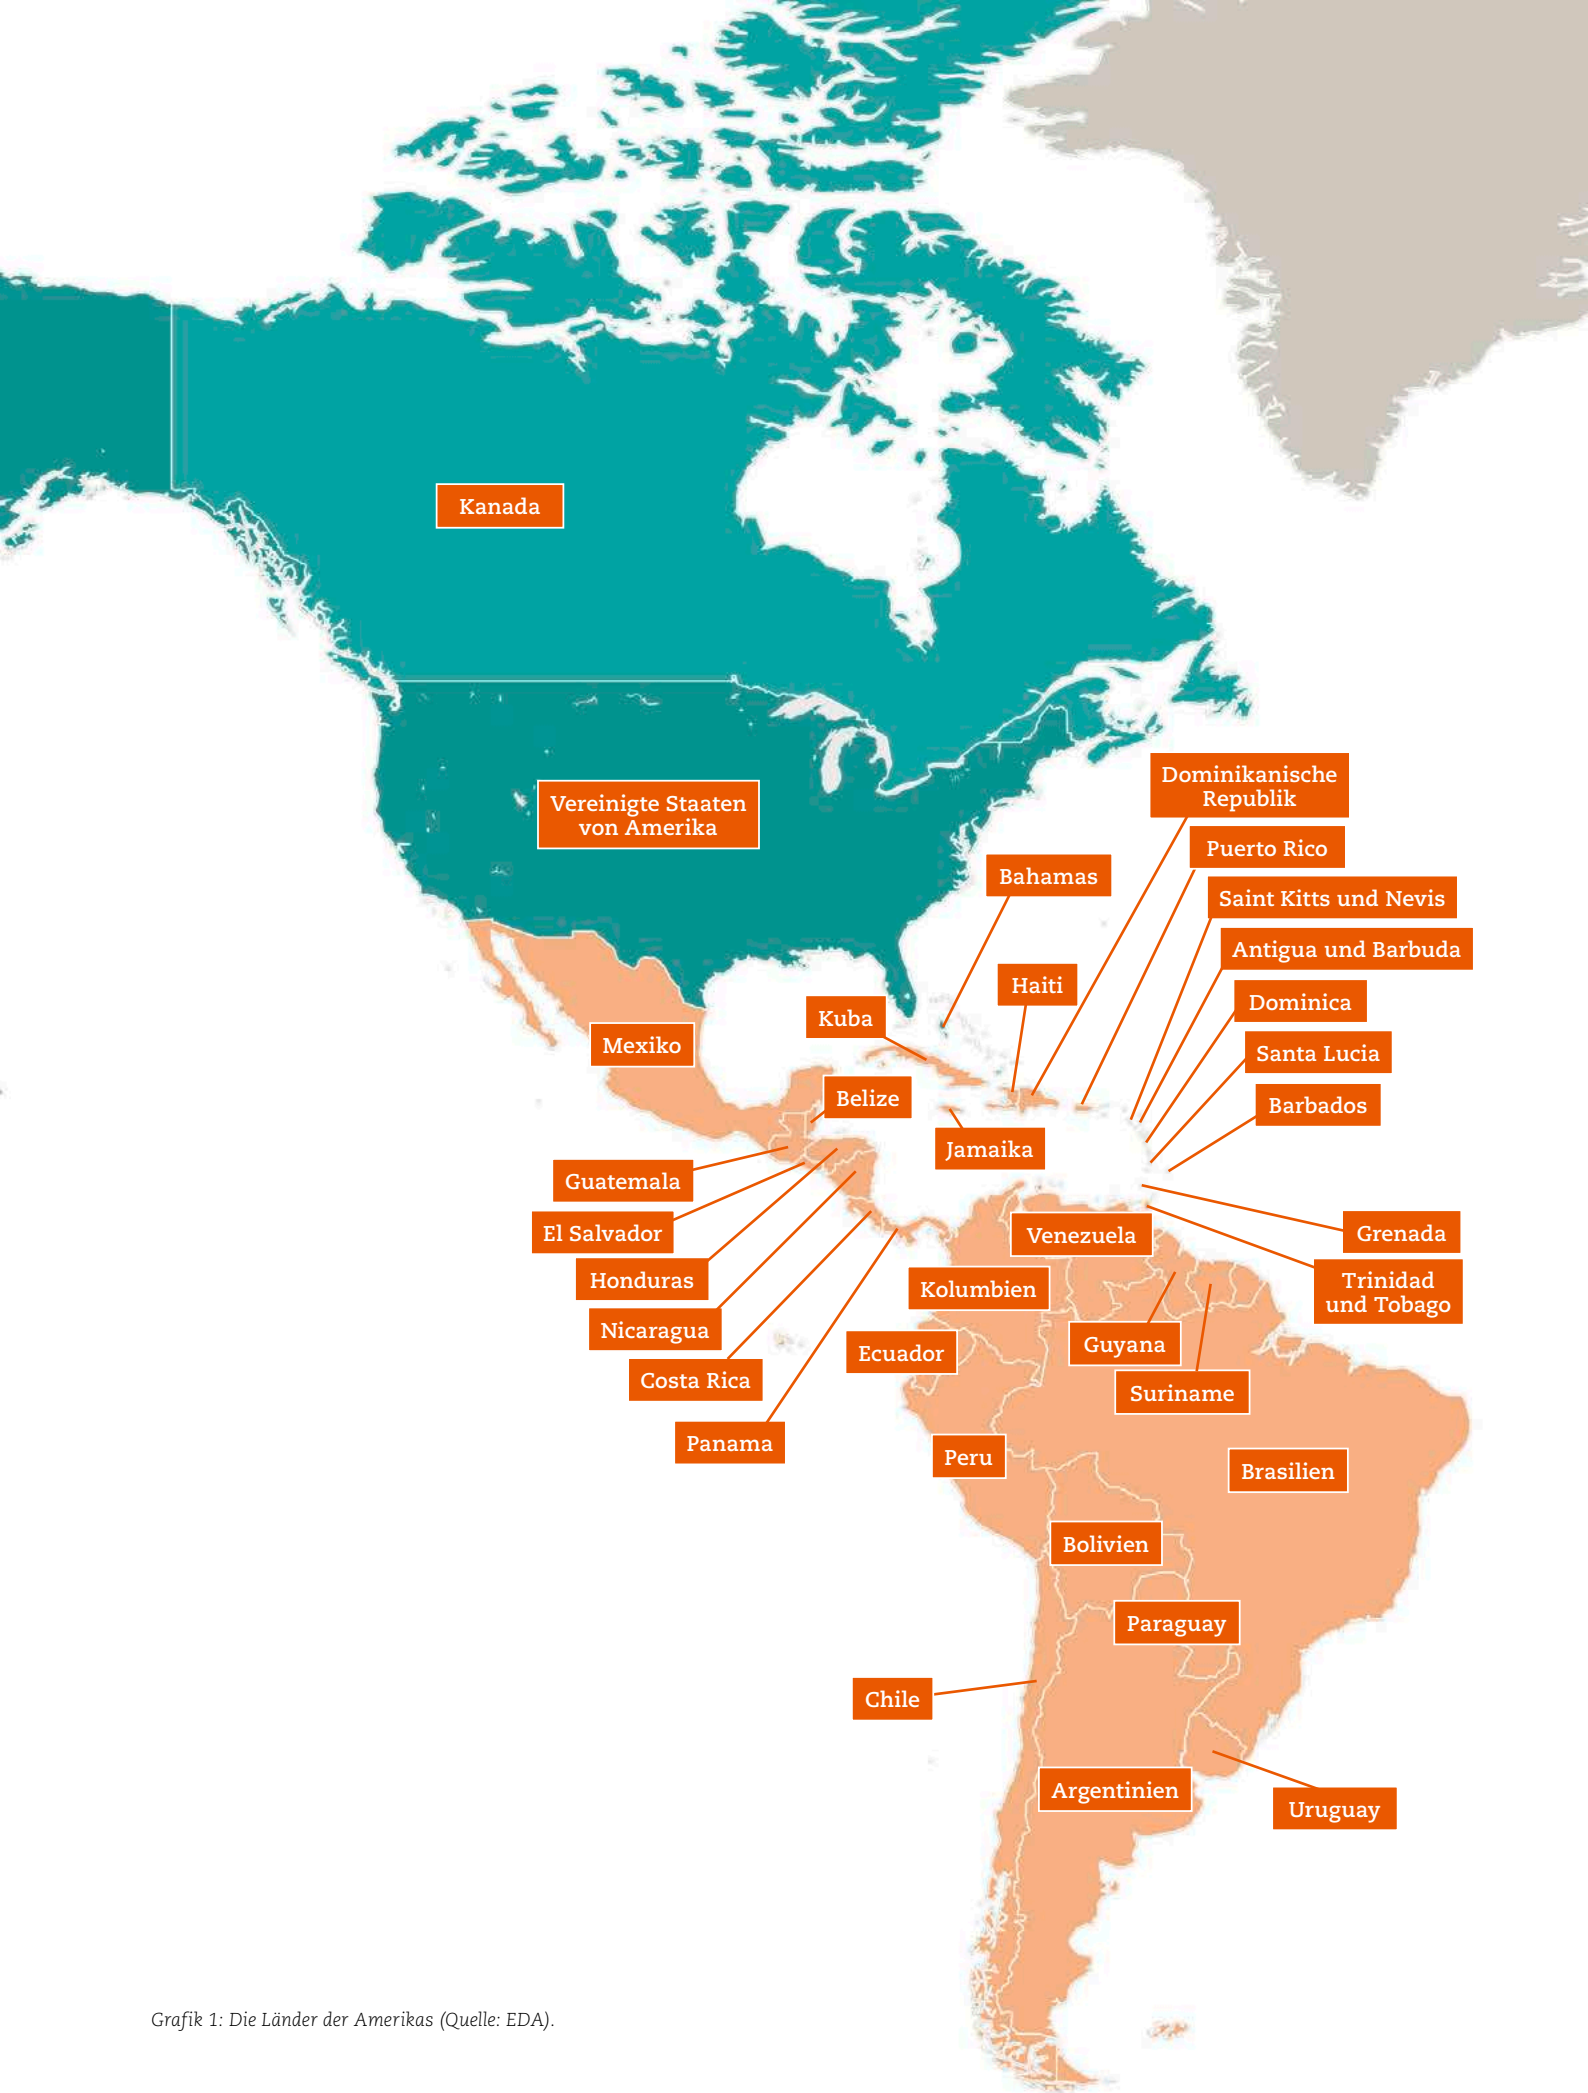 Kanada
Vereinigte Staaten
von Amerika
Dominikanische
Republik
Puerto Rico
Bahamas
Saint Kitts und Nevis
Antigua und Barbuda
Haiti
Dominica
Kuba
Mexiko
Santa Lucia
Belize
Barbados
Jamaika
Guatemala
El Salvador
Venezuela
Grenada
Honduras
Kolumbien
Trinidad
und Tobago
Nicaragua
Guyana
Ecuador
Costa Rica
Suriname
Panama
Peru
Brasilien
Bolivien
Paraguay
Chile
Argentinien
Uruguay
Grafik 1: Die Länder der Amerikas (Quelle: EDA).